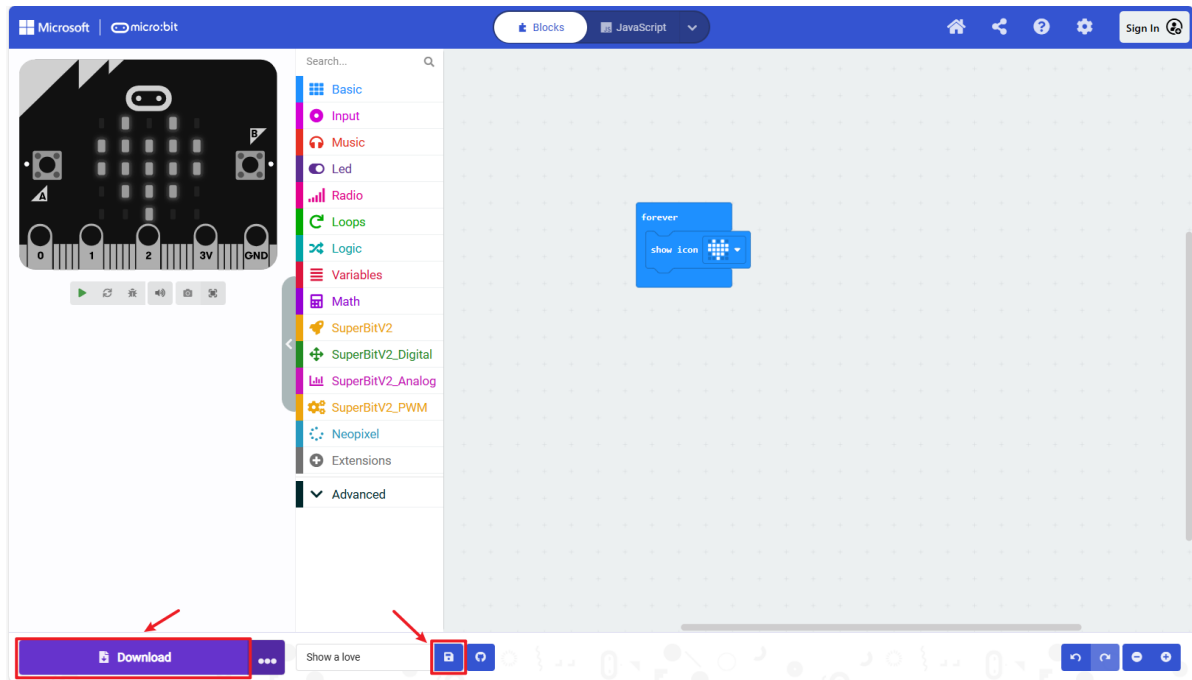 Microsoft micro:bit Blocks JavaScript Sign In
Search...
Basic
Input
Music
Led
Radio
Loops
Logic
Variables
Math
SuperBitV2
SuperBitV2_Digital
SuperBitV2_Analog
SuperBitV2_PWM
Neopixel
Extensions
Advanced
B
A
0 1 2 3V GND
forever
show icon
Download
Show a love